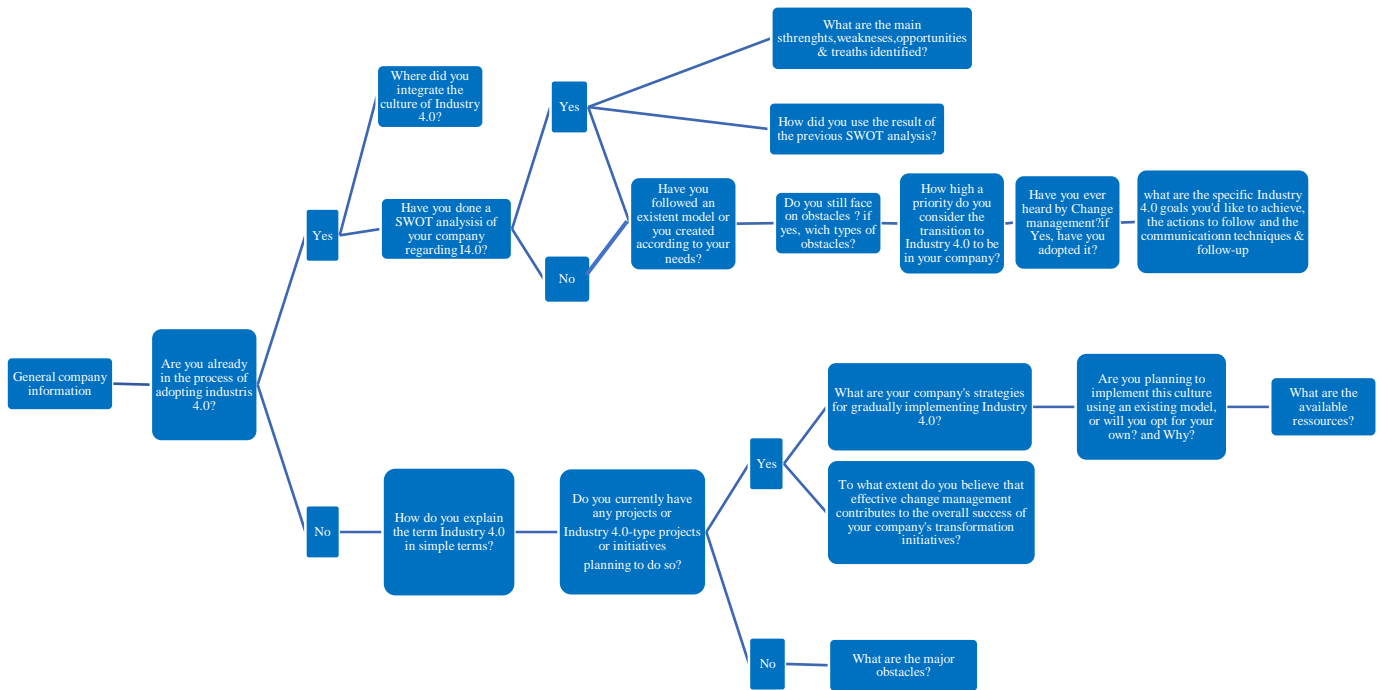 General company
information
Are you already
in the process of
adopting industris
4.0?
Yes
Where did you
integrate the
culture of Industry
4.0?
Have you done a
SWOT analysisi of
your company
regarding I4.0?
Yes
What are the main
sthrenghts,weakneses,opportunities
& treaths identified?
How did you use the result of
the previous SWOT analysis?
No
Have you
followed an
existent model or
you created
according to your
needs?
Do you still face
on obstacles ? if
yes, wich types of
obstacles?
How high a
priority do you
consider the
transition to
Industry 4.0 to be
in your company?
Have you ever
heard by Change
management?if
Yes, have you
adopted it?
what are the specific Industry
4.0 goals you'd like to achieve,
the actions to follow and the
communicationn techniques &
follow-up
No
How do you explain
the term Industry 4.0
in simple terms?
Do you currently have
any projects or
Industry 4.0-type projects
or initiatives
planning to do so?
Yes
What are your company's strategies
for gradually implementing Industry
4.0?
Are you planning to
implement this culture
using an existing model,
or will you opt for your
own? and Why?
What are the
available
ressources?
To what extent do you believe that
effective change management
contributes to the overall success of
your company's transformation
initiatives?
No
What are the major
obstacles?